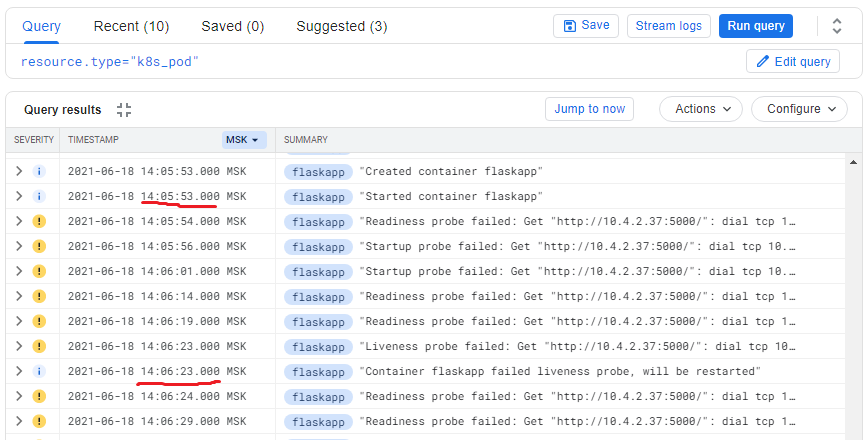 Query Recent (10) Saved (0) Suggested (3) Save Stream logs Run query
resource.type="k8s_pod" Edit query
Query results Jump to now Actions Configure
SEVERITY TIMESTAMP MSK SUMMARY
2021-06-18 14:05:53.000 MSK flaskapp "Created container flaskapp"
2021-06-18 14:05:53.000 MSK flaskapp "Started container flaskapp"
2021-06-18 14:05:54.000 MSK flaskapp "Readiness probe failed: Get "http://10.4.2.37:5000/": dial tcp 1…
2021-06-18 14:05:56.000 MSK flaskapp "Startup probe failed: Get "http://10.4.2.37:5000/": dial tcp 10.…
2021-06-18 14:06:01.000 MSK flaskapp "Startup probe failed: Get "http://10.4.2.37:5000/": dial tcp 10.…
2021-06-18 14:06:14.000 MSK flaskapp "Readiness probe failed: Get "http://10.4.2.37:5000/": dial tcp 1…
2021-06-18 14:06:19.000 MSK flaskapp "Readiness probe failed: Get "http://10.4.2.37:5000/": dial tcp 1…
2021-06-18 14:06:23.000 MSK flaskapp "Liveness probe failed: Get "http://10.4.2.37:5000/": dial tcp 10…
2021-06-18 14:06:23.000 MSK flaskapp "Container flaskapp failed liveness probe, will be restarted"
2021-06-18 14:06:24.000 MSK flaskapp "Readiness probe failed: Get "http://10.4.2.37:5000/": dial tcp 1…
2021-06-18 14:06:29.000 MSK flaskapp "Readiness probe failed: Get "http://10.4.2.37:5000/": dial tcp 1…